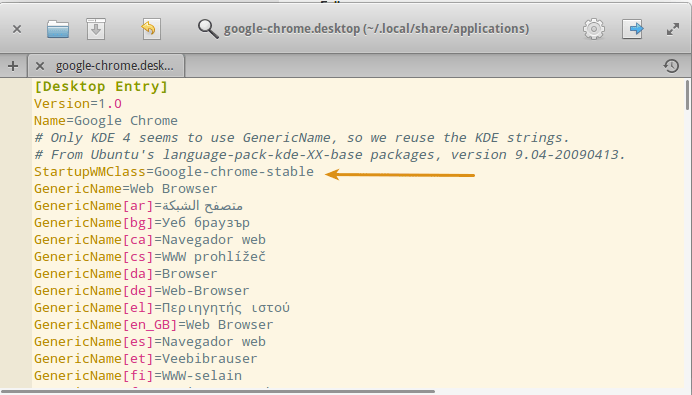 google-chrome.desktop (~/.local/share/applications)
google-chrome.desk...
[Desktop Entry]
Version=1.0
Name=Google Chrome
# Only KDE 4 seems to use GenericName, so we reuse the KDE strings.
# From Ubuntu's language-pack-kde-XX-base packages, version 9.04-20090413.
StartupWMClass=Google-chrome-stable
GenericName=Web Browser
GenericName[ar]=متصفح الشبكة
GenericName[bg]=Уеб браузър
GenericName[ca]=Navegador web
GenericName[cs]=WWW prohlížeč
GenericName[da]=Browser
GenericName[de]=Web-Browser
GenericName[el]=Περιηγητής ιστού
GenericName[en_GB]=Web Browser
GenericName[es]=Navegador web
GenericName[et]=Veebibrauser
GenericName[fi]=WWW-selain